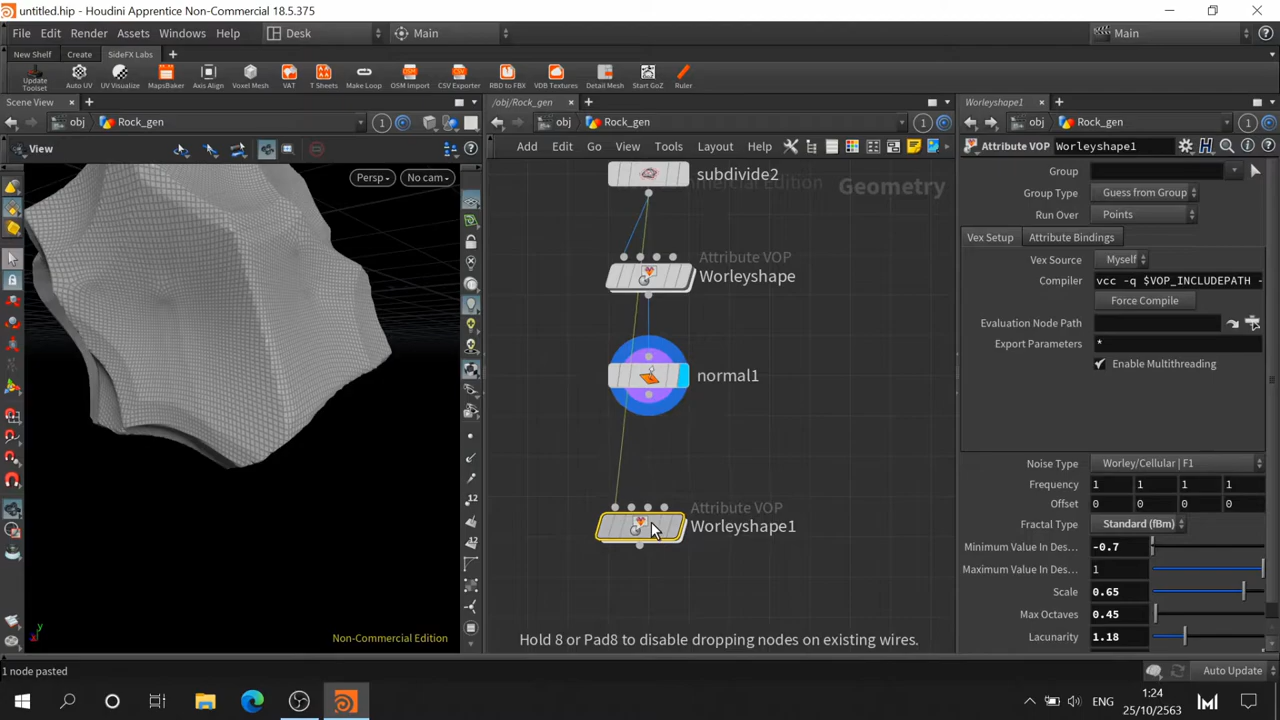 untitled.hip - Houdini Apprentice Non-Commercial 18.5.375
File Edit Render Assets Windows Help Desk Main Main
New Shelf Create SideFX Labs
Update Toolset Auto UV UV Visualize MapsBaker Axis Align Voxel Mesh VAT T Sheets Make Loop OSM Import CSV Exporter RBD to FBX VDB Textures Detail Mesh Start GoZ Ruler
Scene View
obj Rock_gen 1
View
Persp No cam
12
Non-Commercial Edition
y
x
/obj/Rock_gen
obj Rock_gen 1
Add Edit Go View Tools Layout Help
Commercial Edition Geometry
subdivide2
Attribute VOP
Worleyshape
normal1
Attribute VOP
Worleyshape1
Hold 8 or Pad8 to disable dropping nodes on existing wires.
Worleyshape1
obj Rock_gen 1
Attribute VOP Worleyshape1
Group
Group Type Guess from Group
Run Over Points
Vex Setup Attribute Bindings
Vex Source Myself
Compiler vcc -q $VOP_INCLUDEPATH -
Force Compile
Evaluation Node Path
Export Parameters *
Enable Multithreading
Noise Type Worley/Cellular | F1
Frequency 1 1 1 1
Offset 0 0 0 0
Fractal Type Standard (fBm)
Minimum Value In Des... -0.7
Maximum Value In Des... 1
Scale 0.65
Max Octaves 0.45
Lacunarity 1.18
1 node pasted
Auto Update
ENG 1:24
25/10/2563